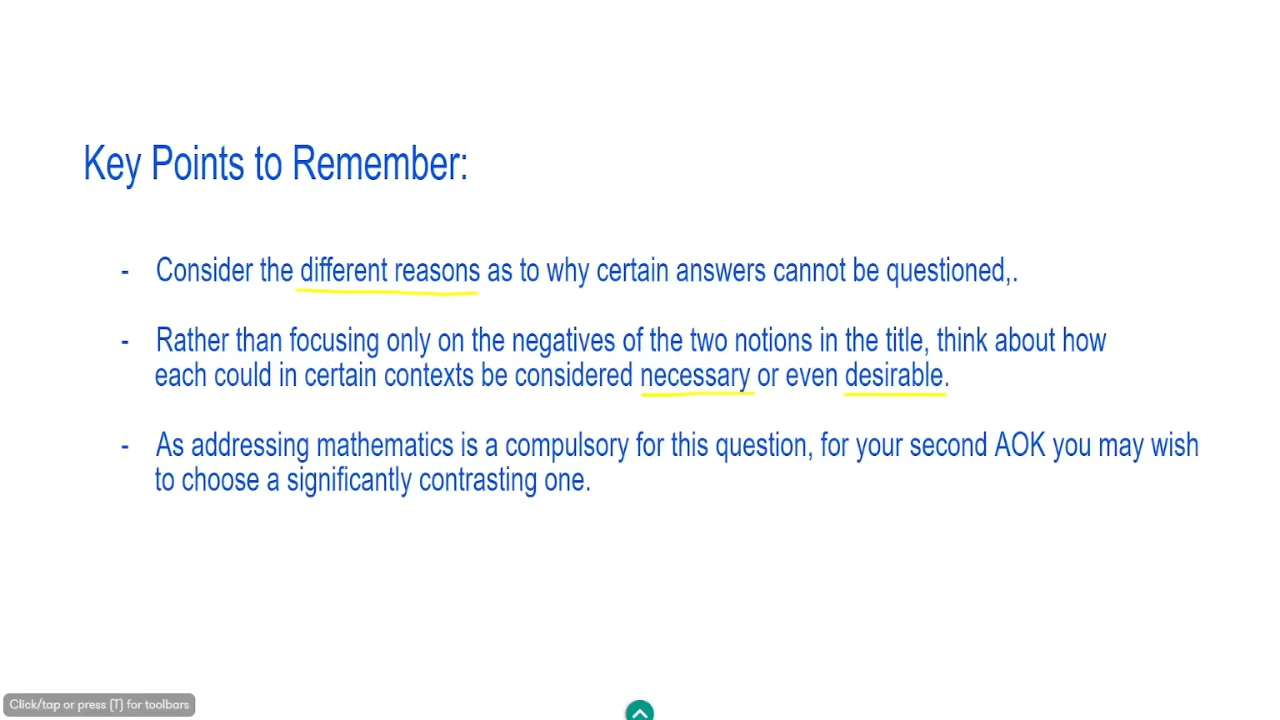 Key Points to Remember:
- Consider the different reasons as to why certain answers cannot be questioned,.
- Rather than focusing only on the negatives of the two notions in the title, think about how
each could in certain contexts be considered necessary or even desirable.
- As addressing mathematics is a compulsory for this question, for your second AOK you may wish
to choose a significantly contrasting one.
Click/tap or press (T) for toolbars